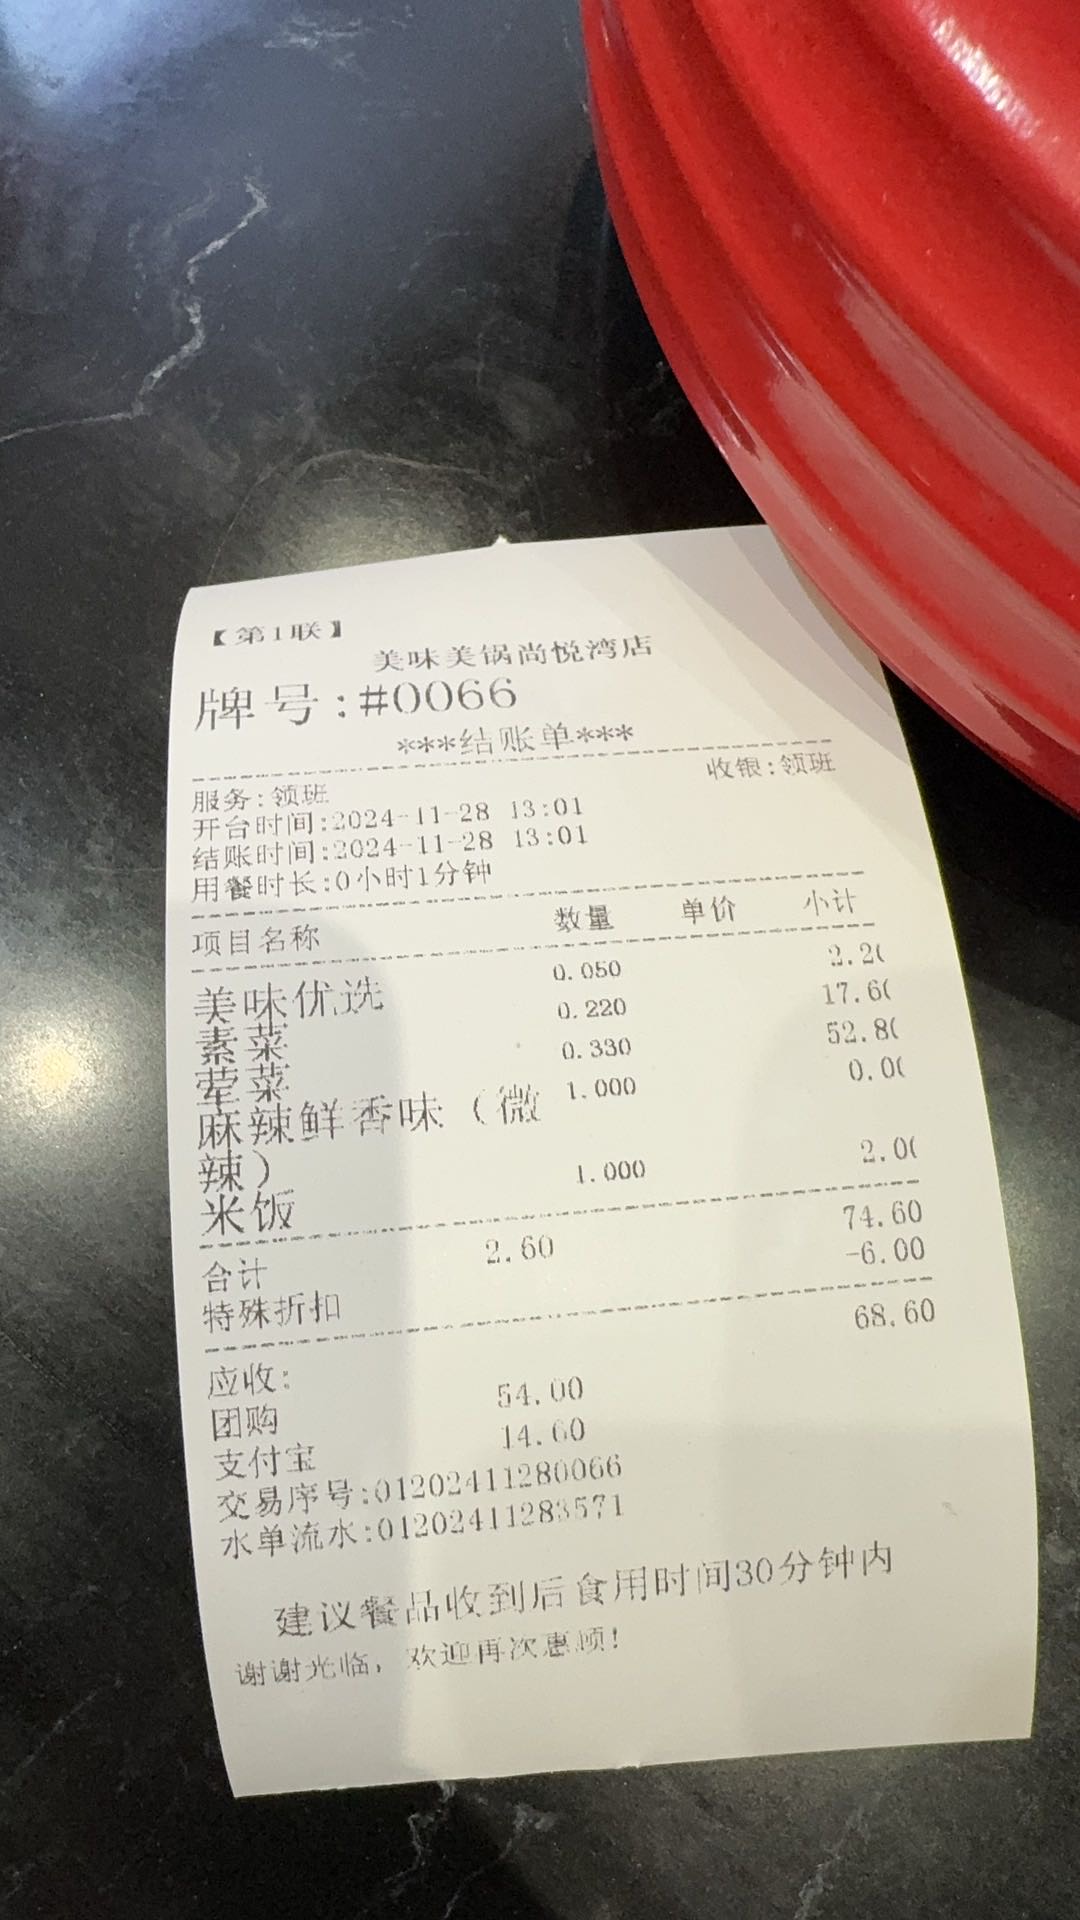 【第1联】
美味美锅尚悦湾店
牌号:#0066
***结账单***
服务:领班 收银:领班
开台时间:2024-11-28 13:01
结账时间:2024-11-28 13:01
用餐时长:0小时1分钟
项目名称 数量 单价 小计
美味优选 0.050 2.2(
素菜 0.220 17.6(
荤菜 0.330 52.8(
麻辣鲜香味（微 1.000 0.0(
辣）
米饭 1.000 2.0(
合计 2.60 74.60
特殊折扣 -6.00
应收: 68.60
团购 54.00
支付宝 14.60
交易序号:01202411280066
水单流水:01202411283571
建议餐品收到后食用时间30分钟内
谢谢光临，欢迎再次惠顾!